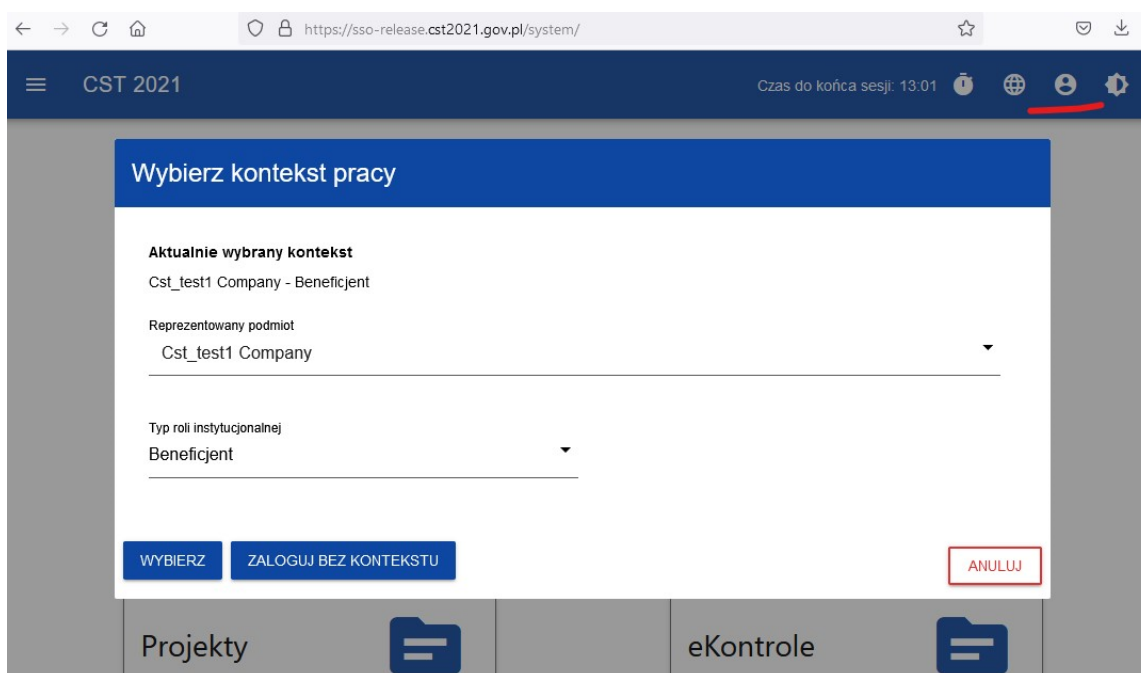 https://sso-release.cst2021.gov.pl/system/
CST 2021
Czas do końca sesji: 13:01
Wybierz kontekst pracy
Aktualnie wybrany kontekst
Cst_test1 Company - Beneficjent
Reprezentowany podmiot
Cst_test1 Company
Typ roli instytucjonalnej
Beneficjent
WYBIERZ
ZALOGUJ BEZ KONTEKSTU
ANULUJ
Projekty
eKontrole